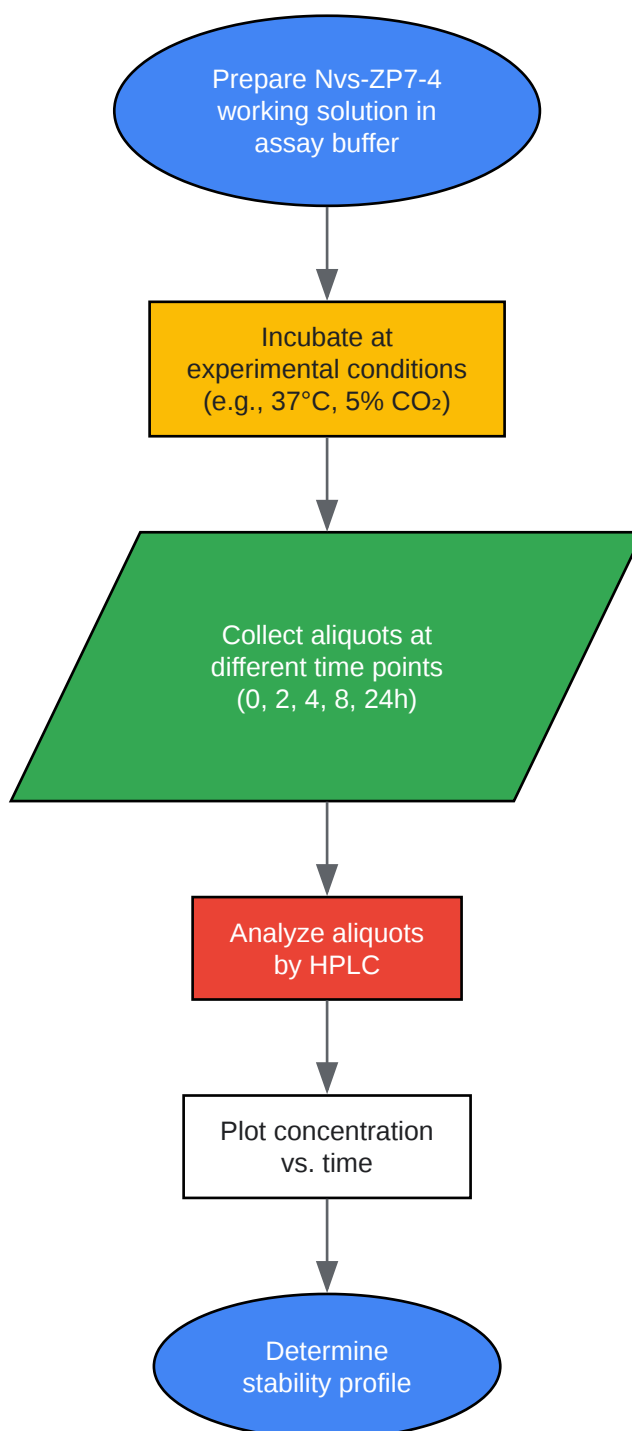 Prepare Nvs-ZP7-4
working solution in
assay buffer
Incubate at
experimental conditions
(e.g., 37°C, 5% CO₂)
Collect aliquots at
different time points
(0, 2, 4, 8, 24h)
Analyze aliquots
by HPLC
Plot concentration
vs. time
Determine
stability profile